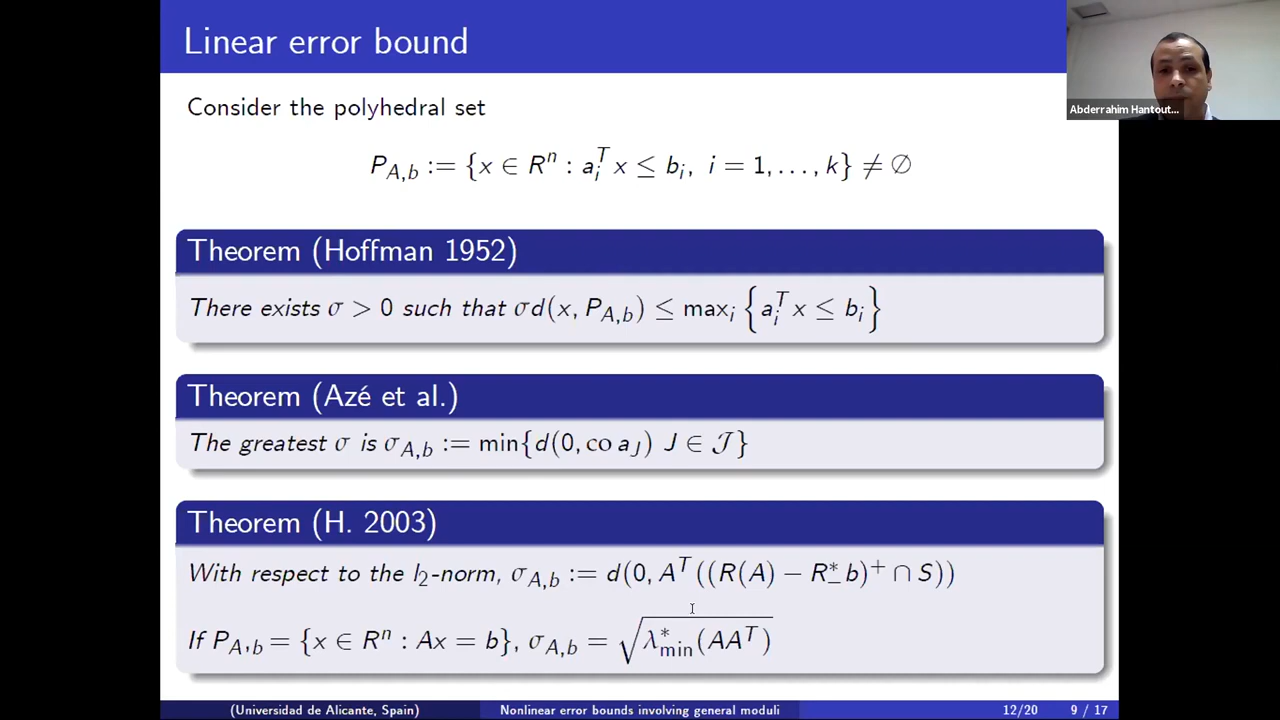 Linear error bound
Abderrahim Hantout...
Consider the polyhedral set
P_{A,b} := {x ∈ R^n : a_i^T x ≤ b_i, i = 1, . . . , k} ≠ ∅
Theorem (Hoffman 1952)
There exists σ > 0 such that σd(x, P_{A,b}) ≤ max_i {a_i^T x ≤ b_i}
Theorem (Azé et al.)
The greatest σ is σ_{A,b} := min{d(0, co a_J) J ∈ 𝒥}
Theorem (H. 2003)
With respect to the l_2-norm, σ_{A,b} := d(0, A^T((R(A) − R_−^* b)^+ ∩ S))
If P_{A,b} = {x ∈ R^n : Ax = b}, σ_{A,b} = √(λ_{min}^*(AA^T))
(Universidad de Alicante, Spain) Nonlinear error bounds involving general moduli 12/20 9 / 17